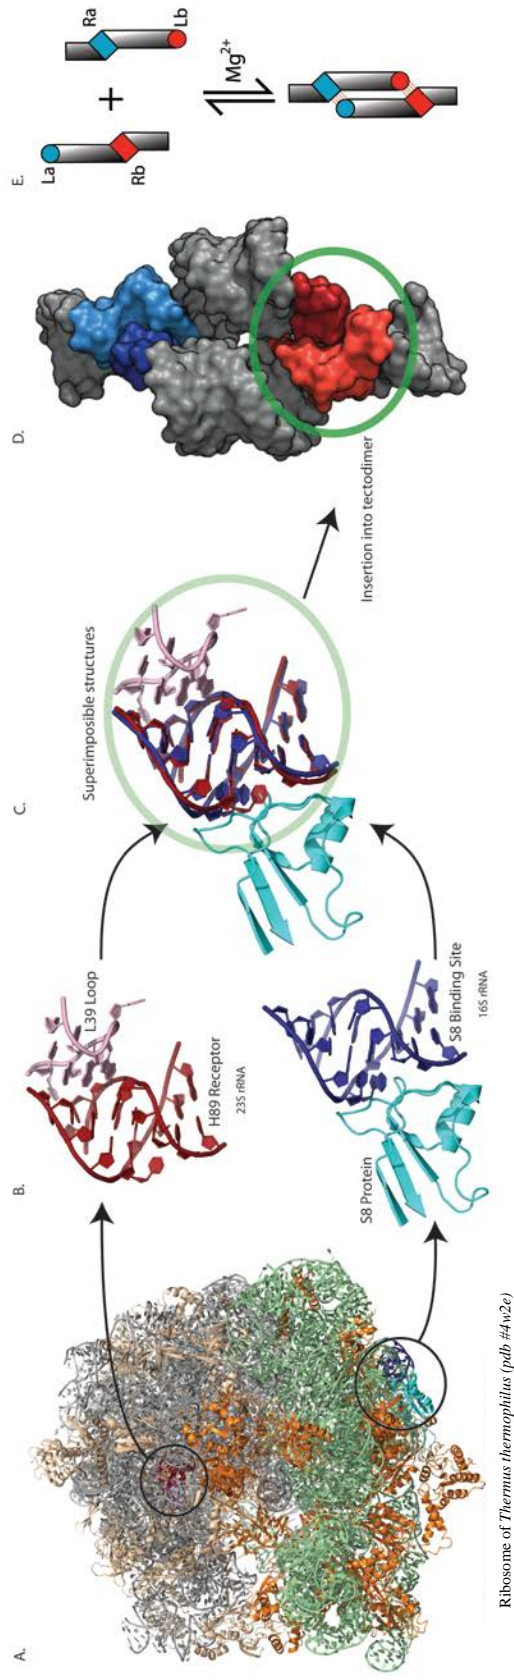 A.
Ribosome of Thermus thermophilus (pdb #4w2e)
B.
L39 Loop
H89 Receptor
23S rRNA
S8 Protein
S8 Binding Site
16S rRNA
C.
Superimposible structures
Insertion into tectodimer
D.
E.
La
Rb
+
Ra
Lb
Mg2+